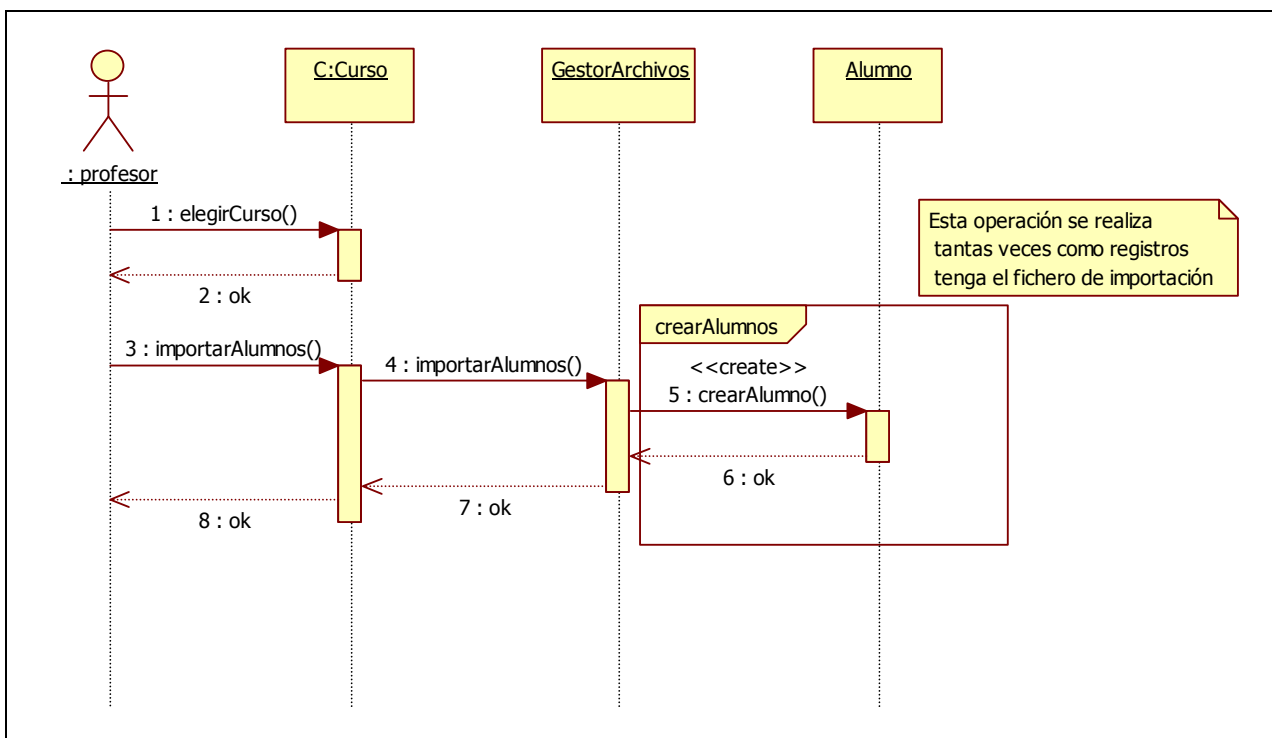 C:Curso
GestorArchivos
Alumno
: profesor
1 : elegirCurso()
Esta operación se realiza
tantas veces como registros
tenga el fichero de importación
2 : ok
crearAlumnos
3 : importarAlumnos()
4 : importarAlumnos()
<<create>>
5 : crearAlumno()
6 : ok
7 : ok
8 : ok